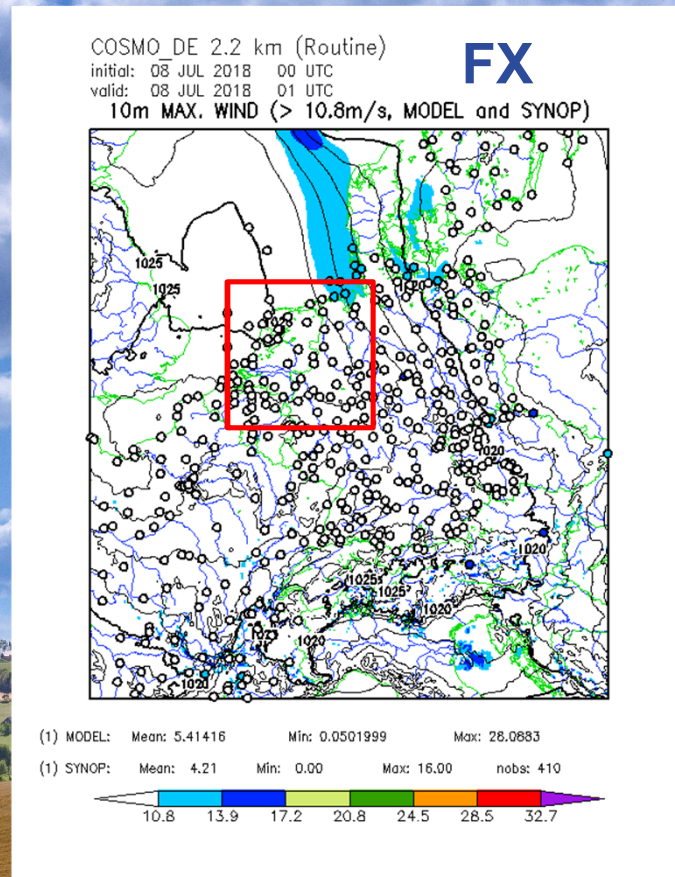 COSMO_DE 2.2 km (Routine)
FX
initial: 08 JUL 2018 00 UTC
valid: 08 JUL 2018 01 UTC
10m MAX. WIND (> 10.8m/s, MODEL and SYNOP)
1025
1025
1020
1020
1020
1025
1025
1020
1020
1020
(1) MODEL: Mean: 5.41416 Min: 0.0501999 Max: 28.0883
(1) SYNOP: Mean: 4.21 Min: 0.00 Max: 16.00 nobs: 410
10.8 13.9 17.2 20.8 24.5 28.5 32.7